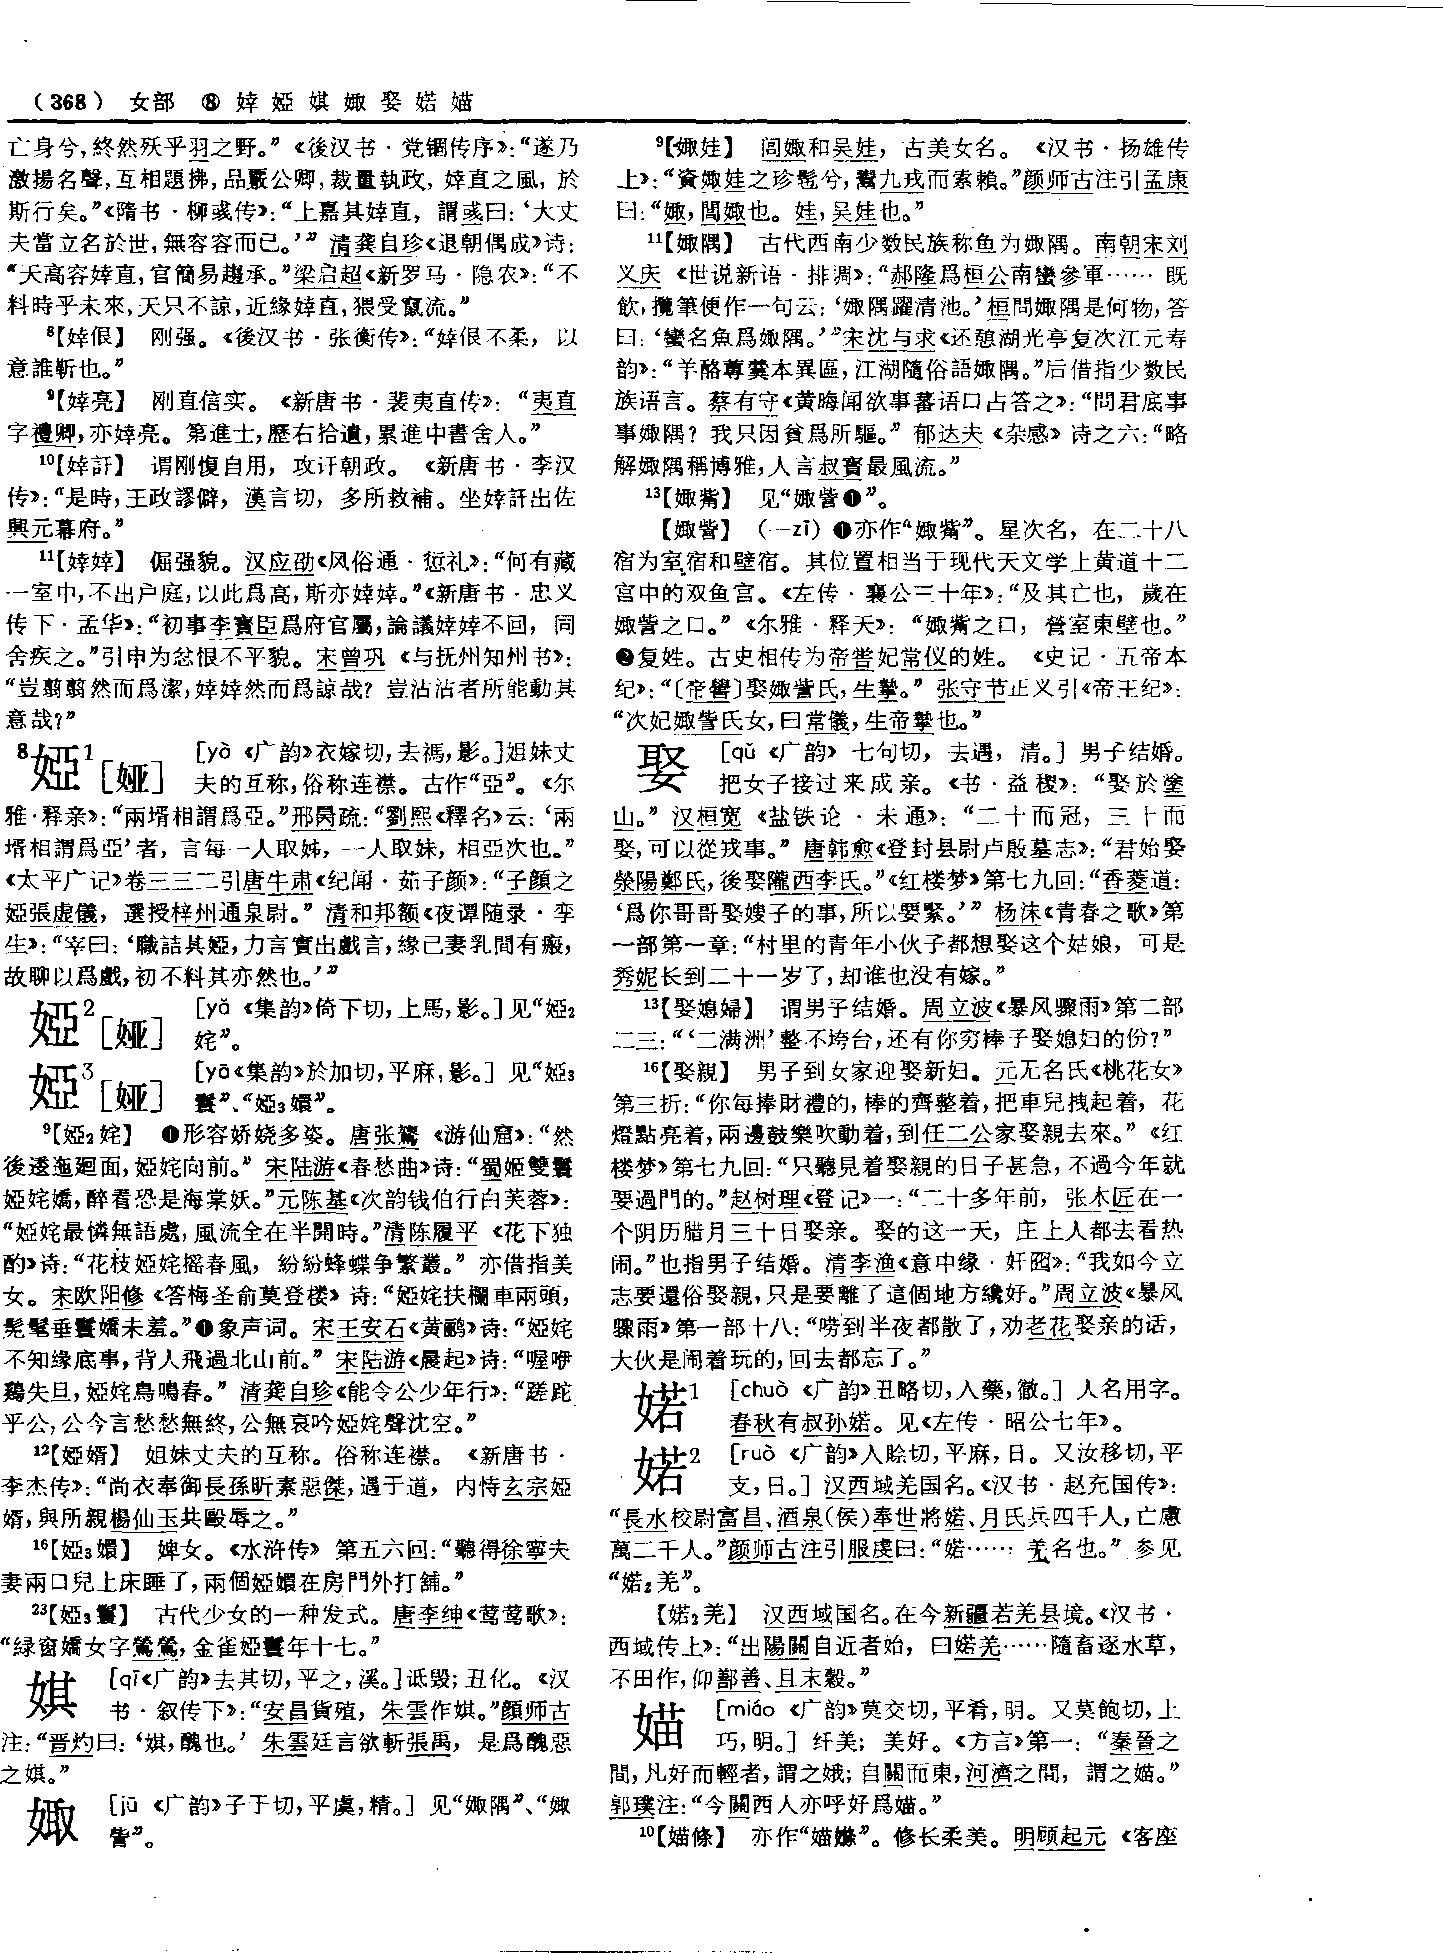 （368） 女部 ⑧ 婞 婭 娸 娵 娶 婼 媌
亡身兮，終然殀乎羽之野。”《後汉书·党锢传序》：“遂乃
激揚名聲，互相題拂，品覈公卿，裁量執政，婞直之風，於
斯行矣。”《隋书·柳彧传》：“上嘉其婞直，謂彧曰：‘大丈
夫當立名於世，無容容而已。’”清龚自珍《退朝偶成》诗：
“天高容婞直，官簡易趨承。”梁启超《新罗马·隐农》：“不
料時乎未來，天只不諒，近緣婞直，猥受竄流。”
⁸【婞佷】 刚强。《後汉书·张衡传》：“婞佷不柔，以
意誰靳也。”
⁹【婞亮】 刚直信实。《新唐书·裴夷直传》：“夷直
字禮卿，亦婞亮。第進士，歷右拾遺，累進中書舍人。”
¹⁰【婞訐】 谓刚愎自用，攻讦朝政。《新唐书·李汉
传》：“是時，王政謬僻，漢言切，多所救補。坐婞訐出佐
興元幕府。”
¹¹【婞婞】 倔强貌。汉应劭《风俗通·愆礼》：“何有藏
一室中，不出户庭，以此爲高，斯亦婞婞。”《新唐书·忠义
传下·孟华》：“初事李寶臣爲府官屬，論議婞婞不回，同
舍疾之。”引申为忿恨不平貌。宋曾巩《与抚州知州书》：
“豈翦翦然而爲潔，婞婞然而爲諒哉？豈沾沾者所能動其
意哉？”
⁸婭¹［娅］ [yà 《广韵》衣嫁切，去禡，影。]姐妹丈
夫的互称，俗称连襟。古作“亞”。《尔
雅·释亲》：“兩壻相謂爲亞。”邢昺疏：“劉熙《釋名》云：‘兩
壻相謂爲亞’者，言每一人取姊，一人取妹，相亞次也。”
《太平广记》卷三三二引唐牛肃《纪闻·茹子颜》：“子顏之
婭張虛儀，選授梓州通泉尉。”清和邦额《夜谭随录·孪
生》：“宰曰：‘職詰其婭，力言實出戲言，緣己妻乳間有瘢，
故聊以爲戲，初不料其亦然也。’”
婭²［娅］ [yǎ 《集韵》倚下切，上馬，影。]见“婭₂
姹”。
婭³［娅］ [yā《集韵》於加切，平麻，影。]见“婭₃
鬟”、“婭₃嬛”。
⁹【婭₂姹】 ❶形容娇娆多姿。唐张鷟《游仙窟》：“然
後逶迤迴面，婭姹向前。”宋陆游《春愁曲》诗：“蜀姬雙鬟
婭姹嬌，醉看恐是海棠妖。”元陈基《次韵钱伯行白芙蓉》：
“婭姹最憐無語處，風流全在半開時。”清陈履平《花下独
酌》诗：“花枝婭姹摇春風，紛紛蜂蝶争繁叢。”亦借指美
女。宋欧阳修《答梅圣俞莫登楼》诗：“婭姹扶欄車兩頭，
髧髦垂鬟嬌未羞。”❶象声词。宋王安石《黄鹂》诗：“婭姹
不知缘底事，背人飛過北山前。”宋陆游《晨起》诗：“喔咿
鷄失旦，婭姹鳥鳴春。”清龚自珍《能令公少年行》：“蹉跎
乎公，公今言愁愁無終，公無哀吟婭姹聲沈空。”
¹²【婭婿】 姐妹丈夫的互称。俗称连襟。《新唐书·
李杰传》：“尚衣奉御長孫昕素惡傑，遇于道，内恃玄宗婭
婿，與所親楊仙玉共毆辱之。”
¹⁶【婭₃嬛】 婢女。《水浒传》第五六回：“聽得徐寧夫
妻兩口兒上床睡了，兩個婭嬛在房門外打舖。”
²³【婭₃鬟】 古代少女的一种发式。唐李绅《莺莺歌》：
“绿窗嬌女字鶯鶯，金雀婭鬟年十七。”
娸 [qī《广韵》去其切，平之，溪。]诋毁；丑化。《汉
书·叙传下》：“安昌貨殖，朱雲作娸。”顏师古
注：“晋灼曰：‘娸，醜也。’朱雲廷言欲斬張禹，是爲醜惡
之娸。”
娵 [jū 《广韵》子于切，平虞，精。]见“娵隅”、“娵
訾”。
⁹【娵娃】 闾娵和吴娃，古美女名。《汉书·扬雄传
上》：“資娵娃之珍髢兮，鬻九戎而索賴。”颜师古注引孟康
曰：“娵，閭娵也。娃，吴娃也。”
¹¹【娵隅】 古代西南少数民族称鱼为娵隅。南朝宋刘
义庆《世说新语·排调》：“郝隆爲桓公南蠻參軍……既
飲，攬筆便作一句云：‘娵隅躍清池。’桓問娵隅是何物，答
曰：‘蠻名魚爲娵隅。’”宋沈与求《还憩湖光亭复次江元寿
韵》：“羊酪蓴羹本異區，江湖隨俗語娵隅。”后借指少数民
族语言。蔡有守《黄晦闻欲事蕃语口占答之》：“問君底事
事娵隅？我只因貧爲所驅。”郁达夫《杂感》诗之六：“略
解娵隅稱博雅，人言叔寶最風流。”
¹³【娵觜】 见“娵訾❶”。
【娵訾】 （—zī）❶亦作“娵觜”。星次名，在二十八
宿为室宿和壁宿。其位置相当于现代天文学上黄道十二
宫中的双鱼宫。《左传·襄公三十年》：“及其亡也，歲在
娵訾之口。”《尔雅·释天》：“娵觜之口，營室東壁也。”
❷复姓。古史相传为帝喾妃常仪的姓。《史记·五帝本
纪》：“〔帝嚳〕娶娵訾氏，生摯。”张守节正义引《帝王纪》：
“次妃娵訾氏女，曰常儀，生帝摯也。”
娶 [qǔ 《广韵》七句切，去遇，清。]男子结婚。
把女子接过来成亲。《书·益稷》：“娶於塗
山。”汉桓宽《盐铁论·未通》：“二十而冠，三十而
娶，可以從戎事。”唐韩愈《登封县尉卢殷墓志》：“君始娶
滎陽鄭氏，後娶隴西李氏。”《红楼梦》第七九回：“香菱道：
‘爲你哥哥娶嫂子的事，所以要緊。’”杨沫《青春之歌》第
一部第一章：“村里的青年小伙子都想娶这个姑娘，可是
秀妮长到二十一岁了，却谁也没有嫁。”
¹³【娶媳婦】 谓男子结婚。周立波《暴风骤雨》第二部
二三：“‘二满洲’整不垮台，还有你穷棒子娶媳妇的份？”
¹⁶【娶親】 男子到女家迎娶新妇。元无名氏《桃花女》
第三折：“你每捧財禮的，棒的齊整着，把車兒拽起着，花
燈點亮着，兩邊鼓樂吹動着，到任二公家娶親去來。”《红
楼梦》第七九回：“只聽見着娶親的日子甚急，不過今年就
要過門的。”赵树理《登记》一：“二十多年前，张木匠在一
个阴历腊月三十日娶亲。娶的这一天，庄上人都去看热
闹。”也指男子结婚。清李渔《意中缘·奸囮》：“我如今立
志要還俗娶親，只是要離了這個地方纔好。”周立波《暴风
骤雨》第一部十八：“唠到半夜都散了，劝老花娶亲的话，
大伙是闹着玩的，回去都忘了。”
婼¹ [chuò 《广韵》丑略切，入藥，徹。]人名用字。
春秋有叔孙婼。见《左传·昭公七年》。
婼² [ruò 《广韵》人賒切，平麻，日。又汝移切，平
支，日。]汉西域羌国名。《汉书·赵充国传》：
“長水校尉富昌、酒泉（侯）奉世將婼、月氏兵四千人，亡慮
萬二千人。”颜师古注引服虔曰：“婼……羌名也。”参见
“婼₂羌”。
【婼₂羌】 汉西域国名。在今新疆若羌县境。《汉书·
西域传上》：“出陽關自近者始，曰婼羌……隨畜逐水草，
不田作，仰鄯善、且末穀。”
媌 [miáo 《广韵》莫交切，平肴，明。又莫飽切，上
巧，明。]纤美；美好。《方言》第一：“秦晉之
間，凡好而輕者，謂之娥；自關而東，河濟之間，謂之媌。”
郭璞注：“今關西人亦呼好爲媌。”
¹⁰【媌條】 亦作“媌嫽”。修长柔美。明顾起元《客座